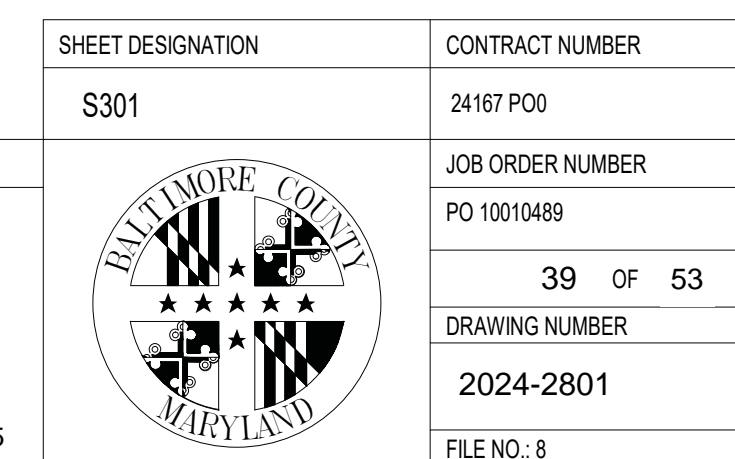 SHEET DESIGNATION
S301
CONTRACT NUMBER
24167 PO0
JOB ORDER NUMBER
PO 10010489
39 OF 53
DRAWING NUMBER
2024-2801
FILE NO.: 8
BALTIMORE COUNTY
MARYLAND